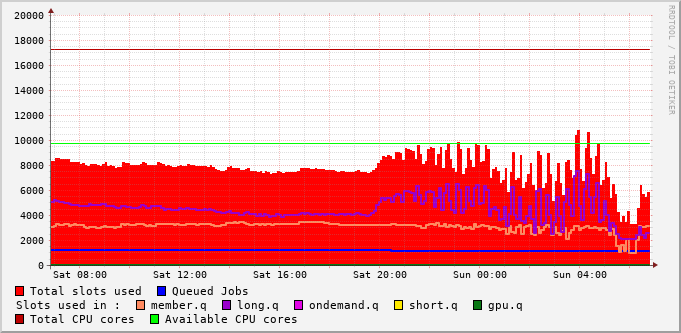 20000
18000
16000
14000
12000
10000
8000
6000
4000
2000
0
Sat 08:00 Sat 12:00 Sat 16:00 Sat 20:00 Sun 00:00 Sun 04:00
RRDTOOL / TOBI OETIKER
Total slots used Queued Jobs
Slots used in : member.q long.q ondemand.q short.q gpu.q
Total CPU cores Available CPU cores